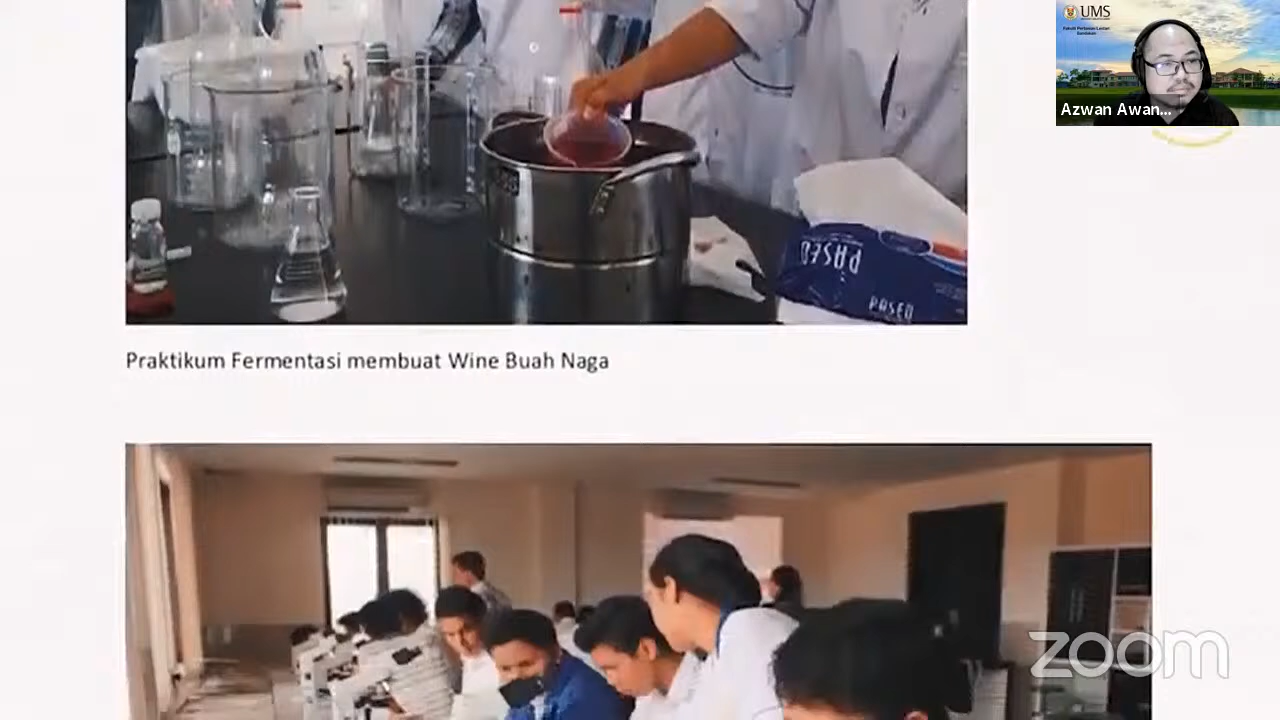 UMS
Azwan Awan...
PASEO
PASEO
Praktikum Fermentasi membuat Wine Buah Naga
zoom